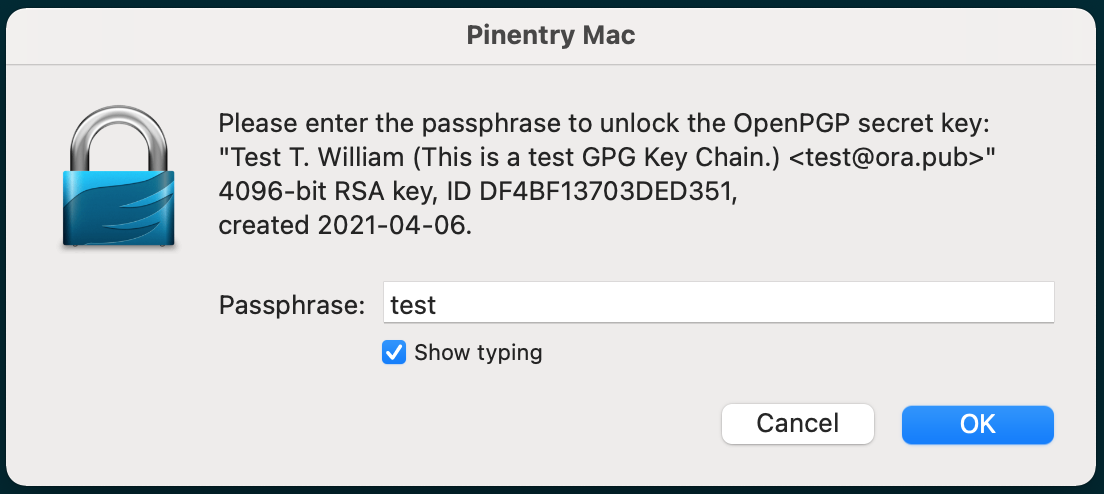 Pinentry Mac
Please enter the passphrase to unlock the OpenPGP secret key:
"Test T. William (This is a test GPG Key Chain.) <test@ora.pub>"
4096-bit RSA key, ID DF4BF13703DED351,
created 2021-04-06.
Passphrase: test
Show typing
Cancel OK